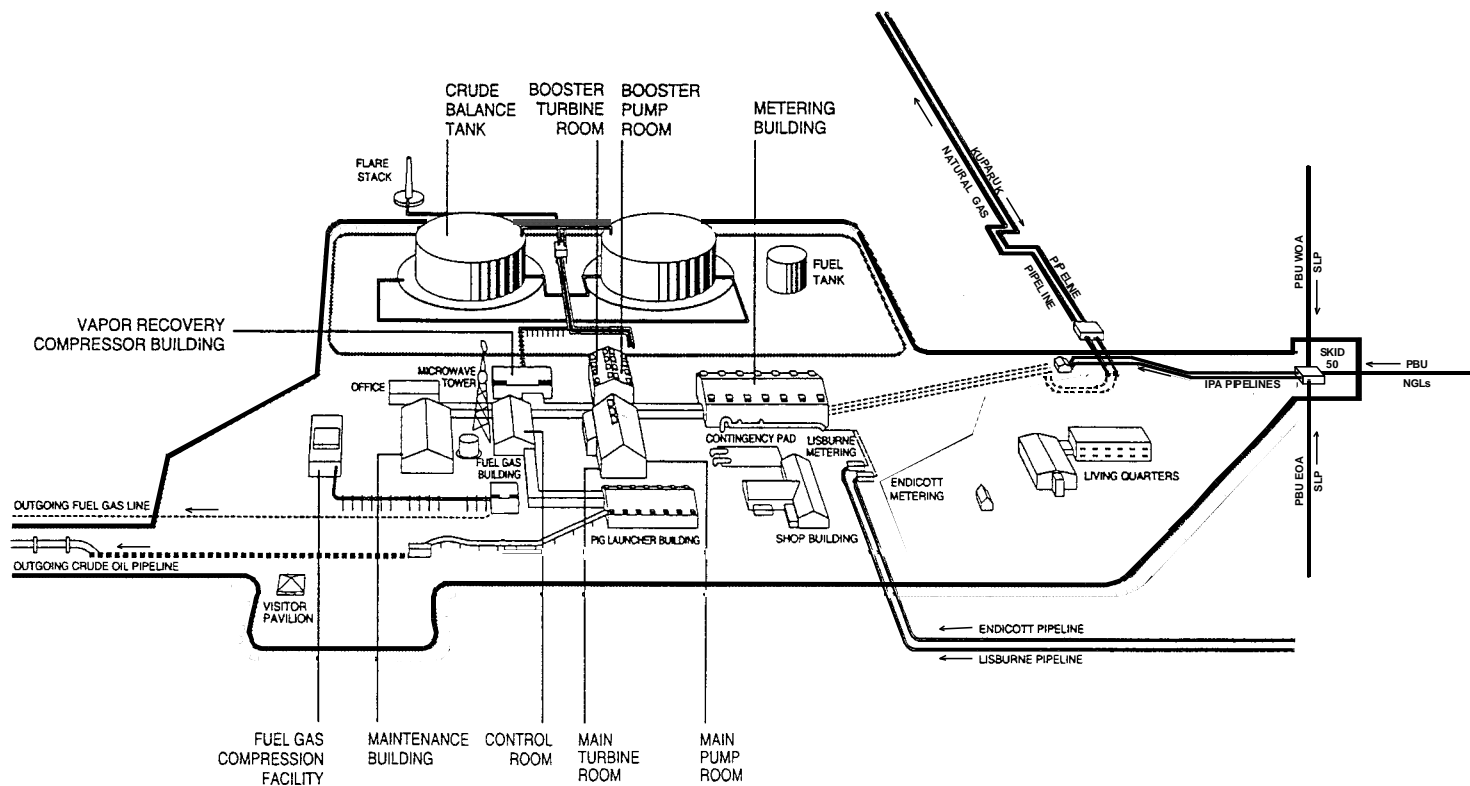 CRUDE
BALANCE
TANK
BOOSTER
TURBINE
ROOM
BOOSTER
PUMP
ROOM
METERING
BUILDING
FLARE
STACK
FUEL
TANK
KUPARUK
PIPELINE
NATURAL GAS
PIPELINE
PBU WOA
SLP
VAPOR RECOVERY
COMPRESSOR BUILDING
MICROWAVE
TOWER
OFFICE
SKID
50
PBU
NGLs
IPA PIPELINES
CONTINGENCY PAD
LISBURNE
METERING
FUEL GAS
BUILDING
ENDICOTT
METERING
LIVING QUARTERS
PBU EOA
SLP
OUTGOING FUEL GAS LINE
PIG LAUNCHER BUILDING
SHOP BUILDING
OUTGOING CRUDE OIL PIPELINE
VISITOR
PAVILION
ENDICOTT PIPELINE
LISBURNE PIPELINE
FUEL GAS
COMPRESSION
FACILITY
MAINTENANCE
BUILDING
CONTROL
ROOM
MAIN
TURBINE
ROOM
MAIN
PUMP
ROOM